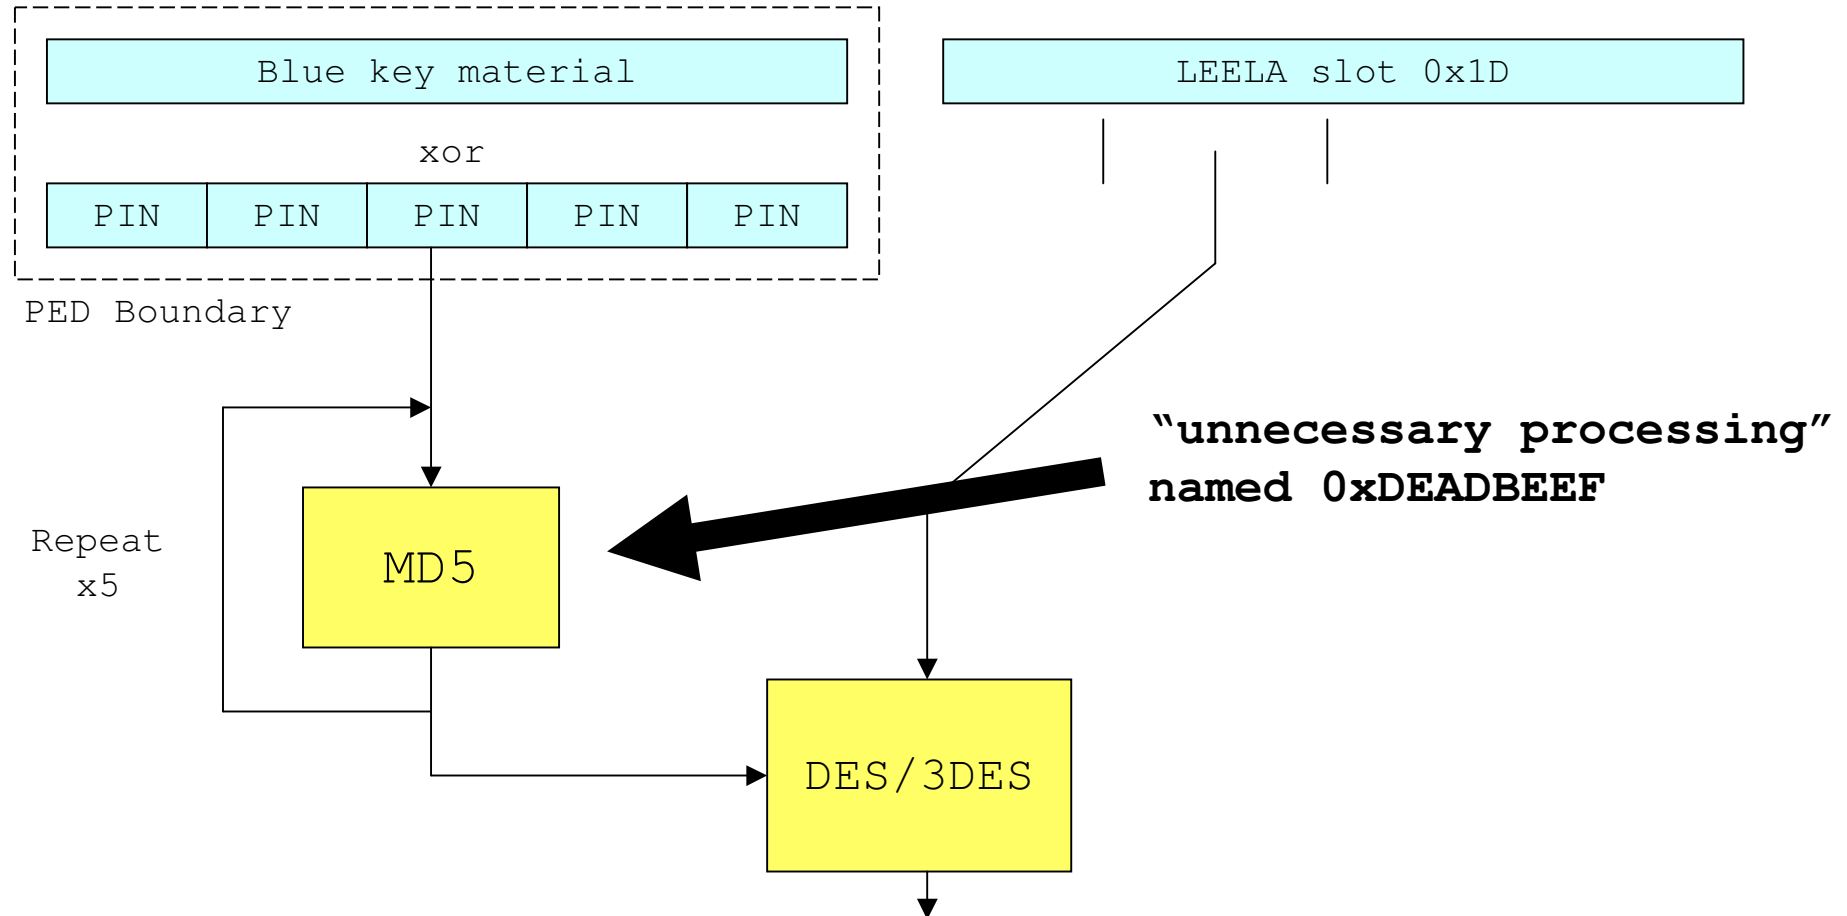 Blue key material
LEELA slot 0x1D
xor
PIN PIN PIN PIN PIN
PED Boundary
“unnecessary processing”
named 0xDEADBEEF
Repeat
x5
MD5
DES/3DES